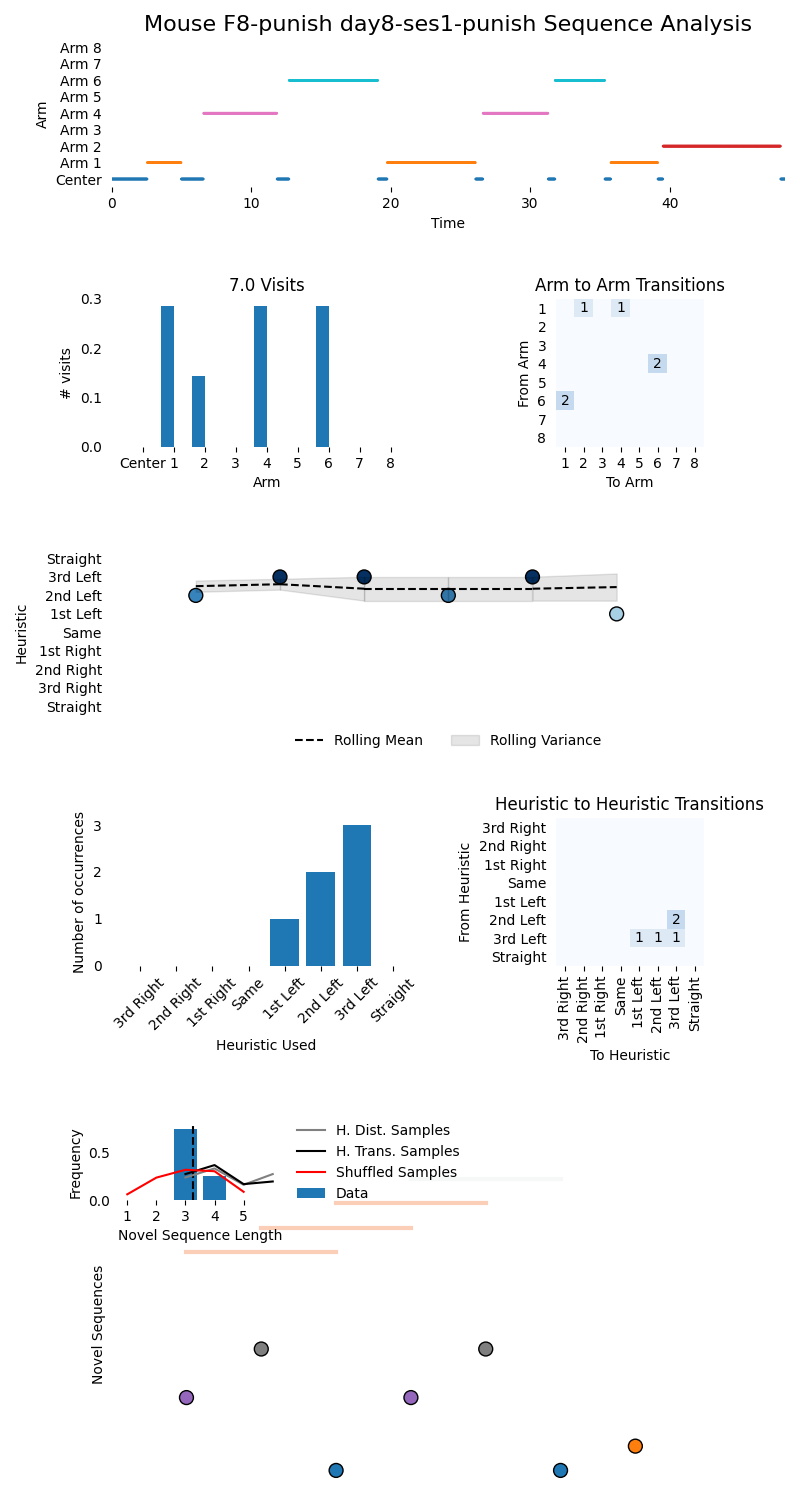 Mouse F8-punish day8-ses1-punish Sequence Analysis
Arm
Arm 8
Arm 7
Arm 6
Arm 5
Arm 4
Arm 3
Arm 2
Arm 1
Center
0 10 20 30 40
Time
7.0 Visits
# visits
0.3
0.2
0.1
0.0
Center 1 2 3 4 5 6 7 8
Arm
Arm to Arm Transitions
From Arm
1 1 1
2
3
4 2
5
6 2
7
8
1 2 3 4 5 6 7 8
To Arm
Heuristic
Straight
3rd Left
2nd Left
1st Left
Same
1st Right
2nd Right
3rd Right
Straight
Rolling Mean Rolling Variance
Number of occurrences
3
2
1
0
3rd Right 2nd Right 1st Right Same 1st Left 2nd Left 3rd Left Straight
Heuristic Used
Heuristic to Heuristic Transitions
From Heuristic
3rd Right
2nd Right
1st Right
Same
1st Left
2nd Left 2
3rd Left 1 1 1
Straight
3rd Right 2nd Right 1st Right Same 1st Left 2nd Left 3rd Left Straight
To Heuristic
Frequency
0.5
0.0
1 2 3 4 5
Novel Sequence Length
H. Dist. Samples
H. Trans. Samples
Shuffled Samples
Data
Novel Sequences